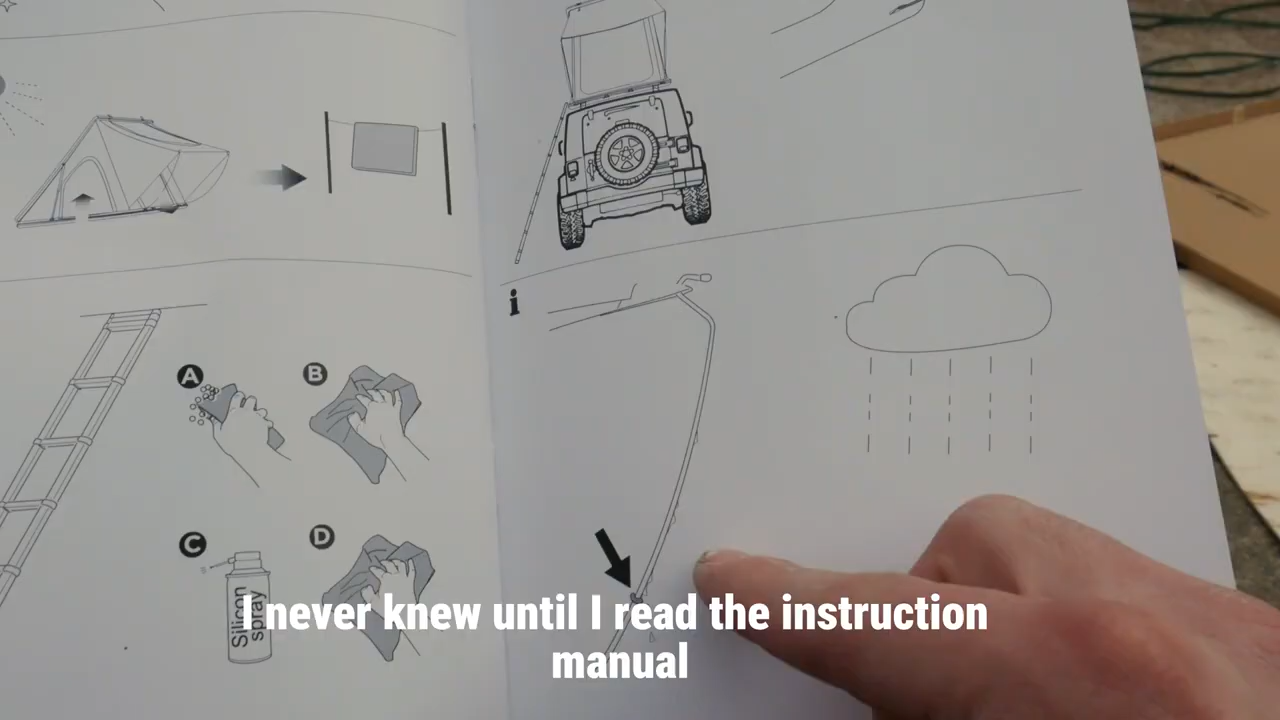 i
A
B
C
D
Silicon
spray
I never knew until I read the instruction
manual